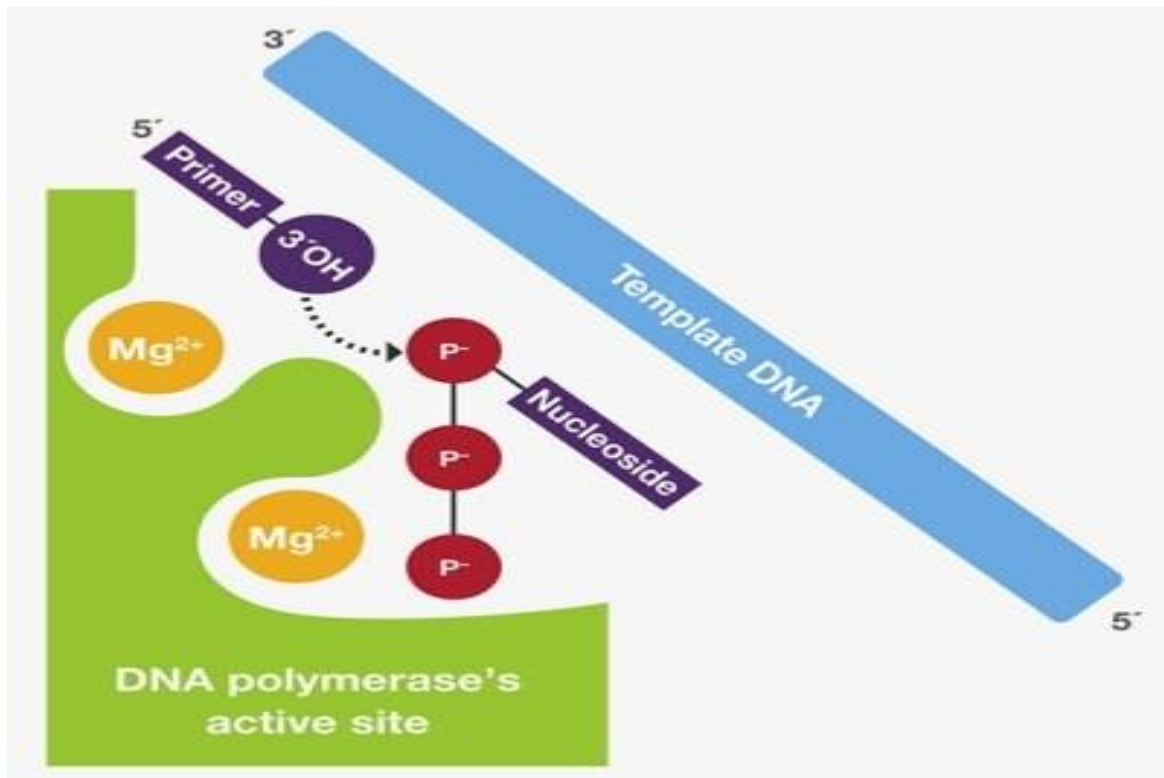 3´
5´
Primer
3´OH
Template DNA
Mg²⁺
P⁻
Nucleoside
P⁻
Mg²⁺
P⁻
5´
DNA polymerase’s
active site